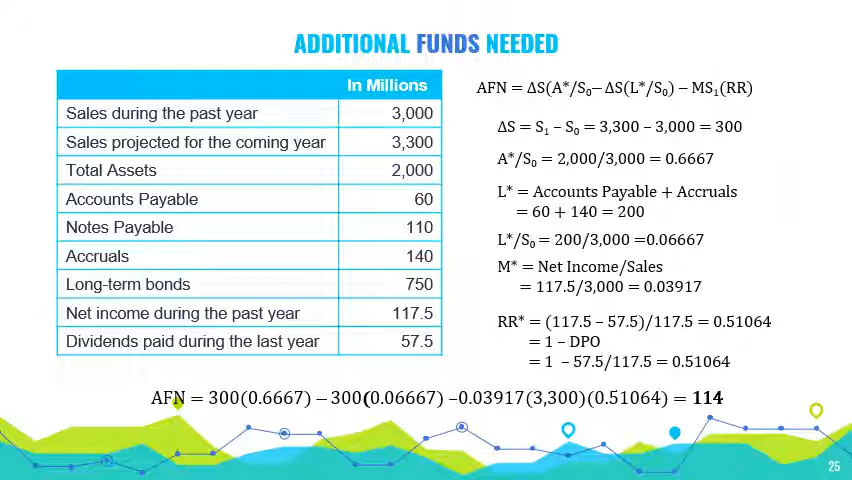 ADDITIONAL FUNDS NEEDED
In Millions
Sales during the past year 3,000
Sales projected for the coming year 3,300
Total Assets 2,000
Accounts Payable 60
Notes Payable 110
Accruals 140
Long-term bonds 750
Net income during the past year 117.5
Dividends paid during the last year 57.5
AFN = ΔS(A*/S₀– ΔS(L*/S₀) – MS₁(RR)
ΔS = S₁ – S₀ = 3,300 – 3,000 = 300
A*/S₀ = 2,000/3,000 = 0.6667
L* = Accounts Payable + Accruals
= 60 + 140 = 200
L*/S₀ = 200/3,000 =0.06667
M* = Net Income/Sales
= 117.5/3,000 = 0.03917
RR* = (117.5 – 57.5)/117.5 = 0.51064
= 1 – DPO
= 1 – 57.5/117.5 = 0.51064
AFN = 300(0.6667) – 300(0.06667) –0.03917(3,300)(0.51064) = 114
25